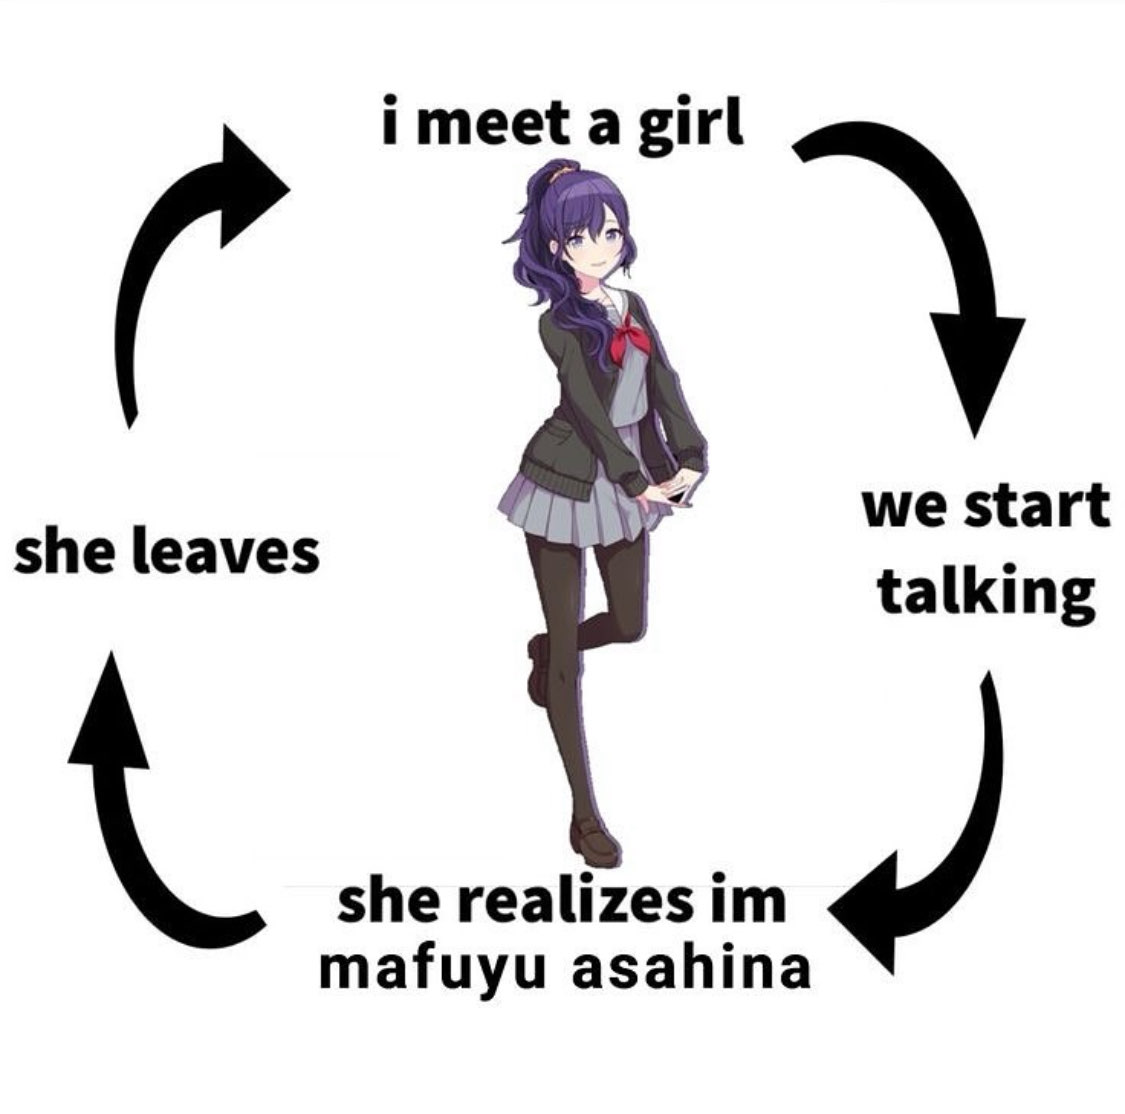 i meet a girl
we start
talking
she realizes im
mafuyu asahina
she leaves